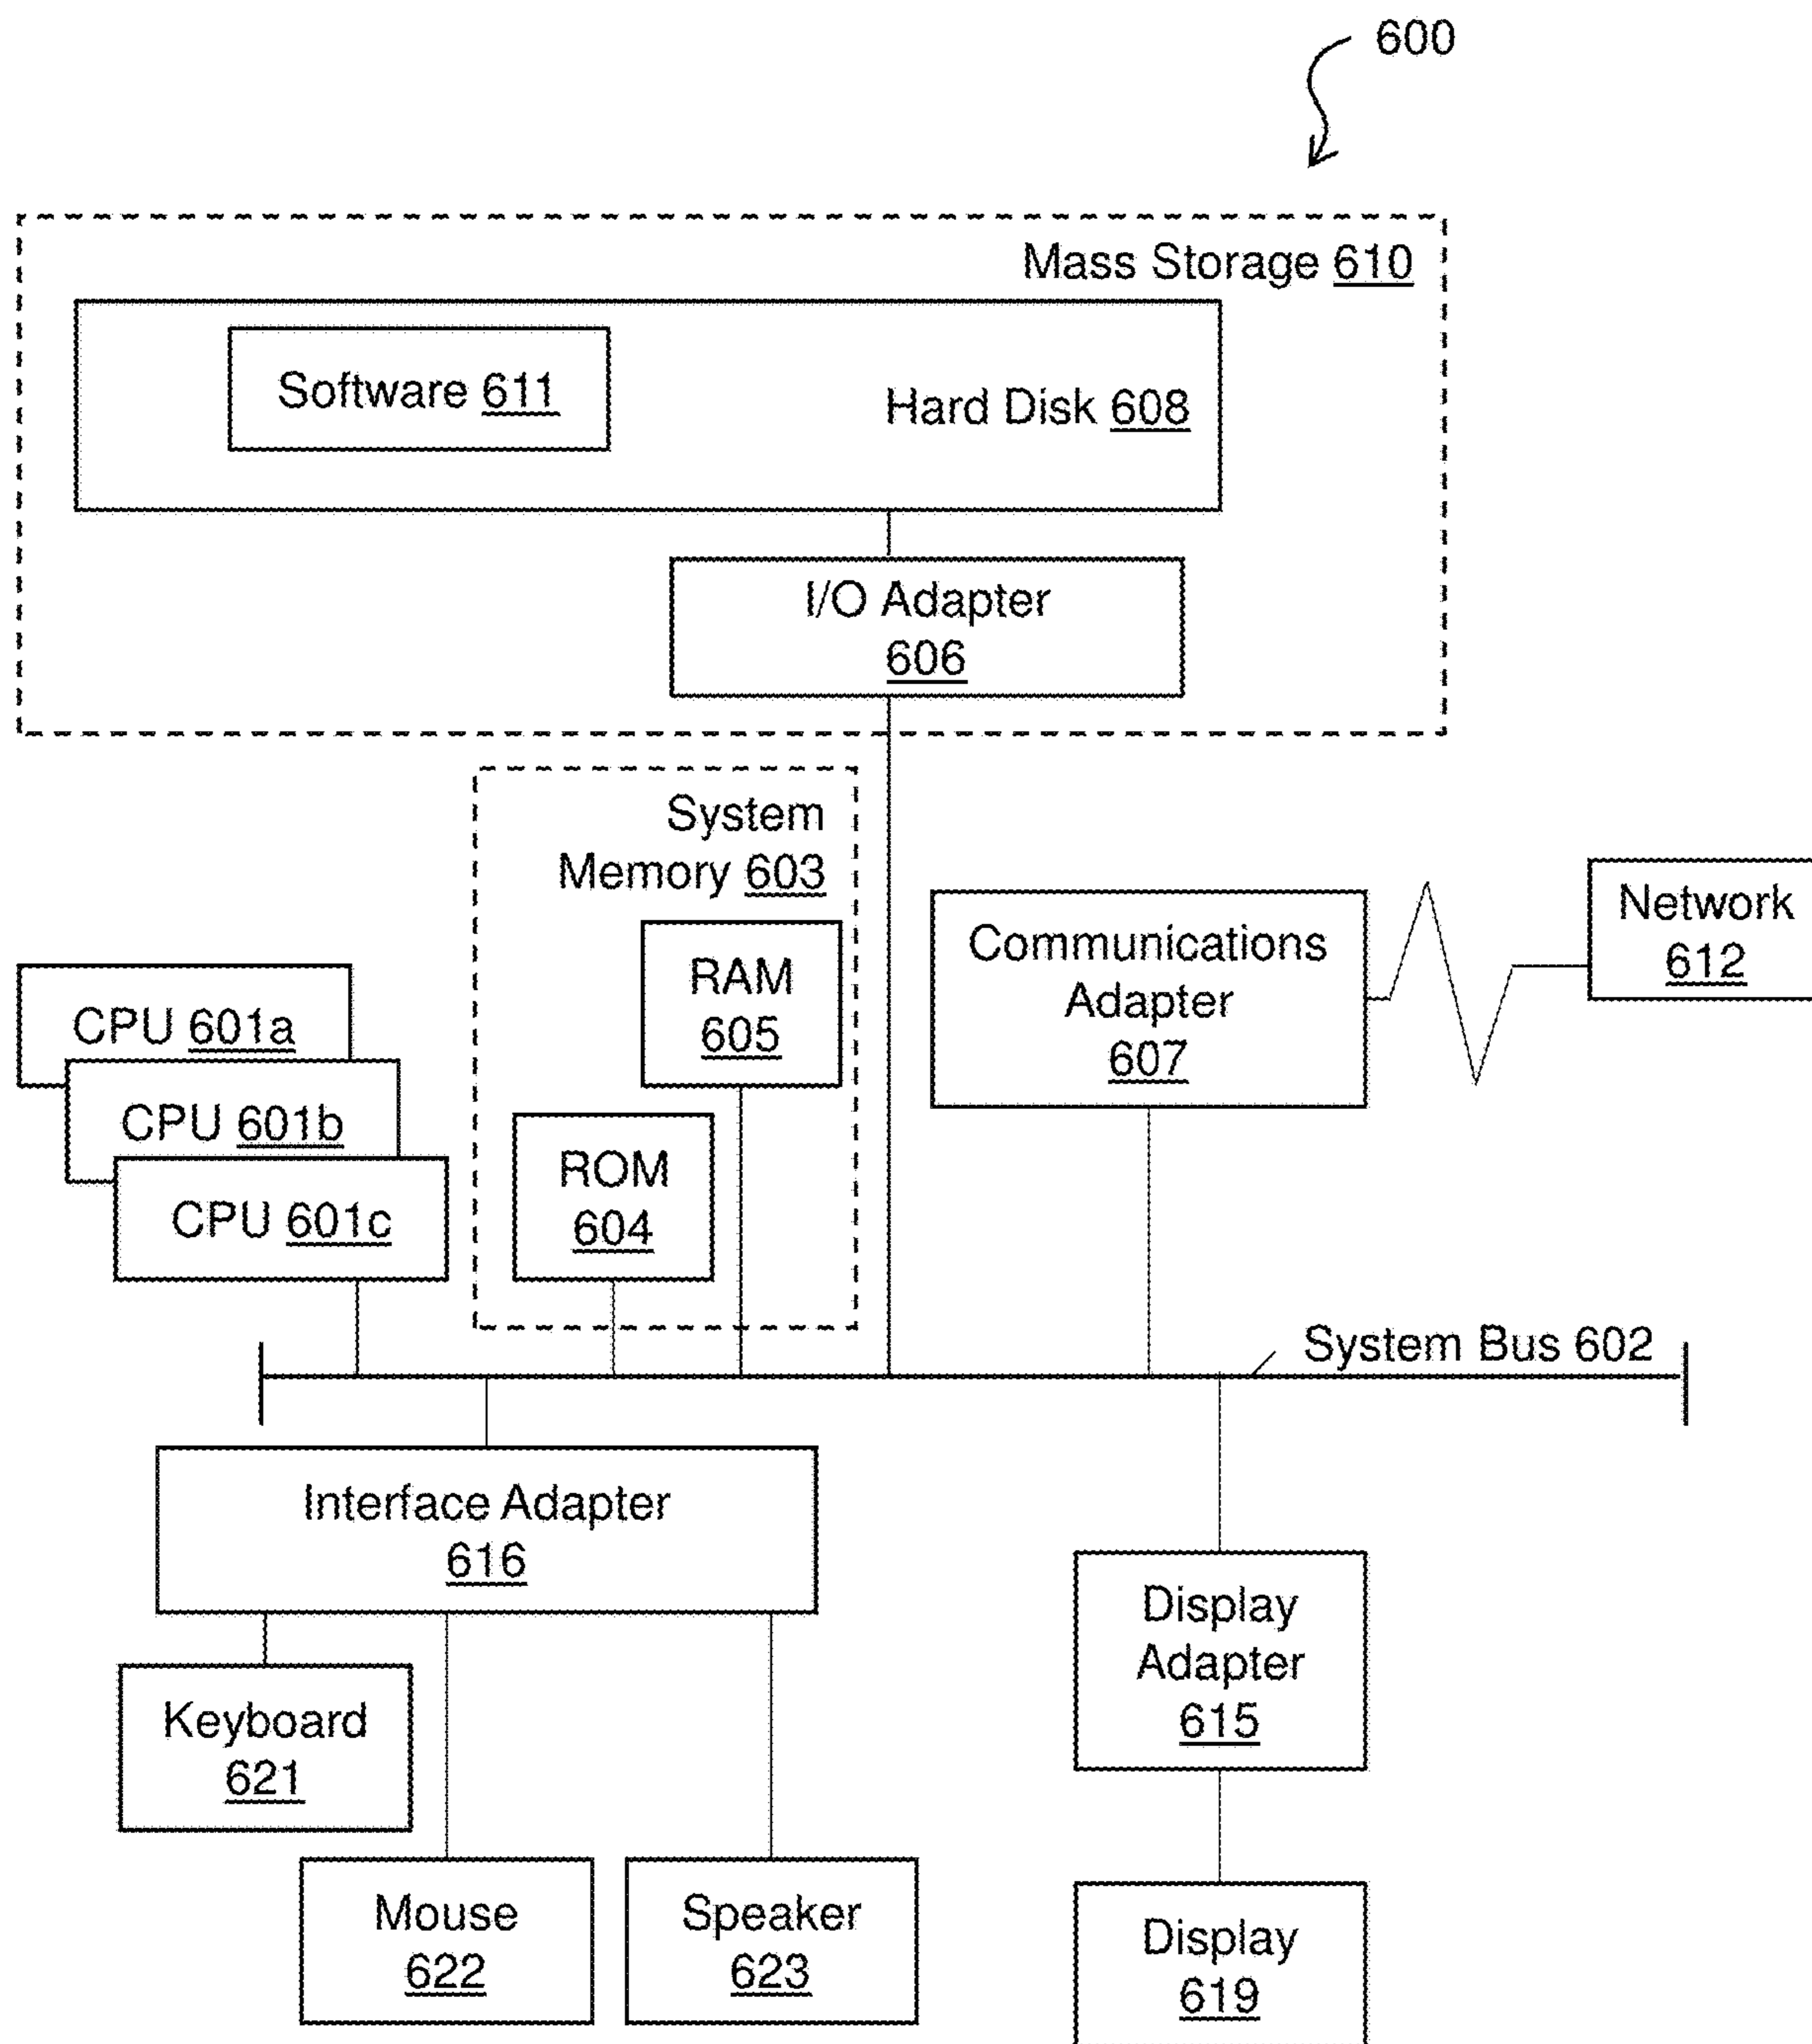 600
Mass Storage 610
Software 611
Hard Disk 608
I/O Adapter
606
System
Memory 603
RAM
605
ROM
604
Communications
Adapter
607
Network
612
CPU 601a
CPU 601b
CPU 601c
System Bus 602
Interface Adapter
616
Keyboard
621
Mouse
622
Speaker
623
Display
Adapter
615
Display
619